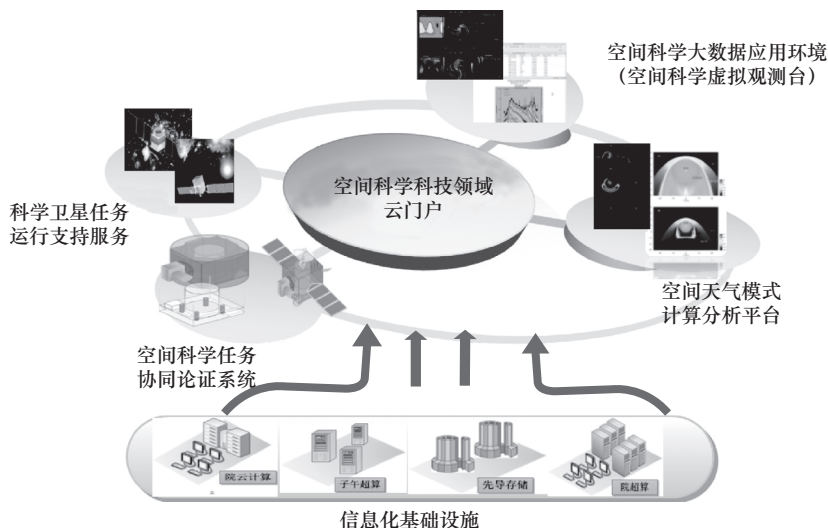 空间科学大数据应用环境
（空间科学虚拟观测台）
空间科学科技领域
云门户
科学卫星任务
运行支持服务
空间天气模式
计算分析平台
空间科学任务
协同论证系统
院云计算
子午超算
先导存储
院超算
信息化基础设施